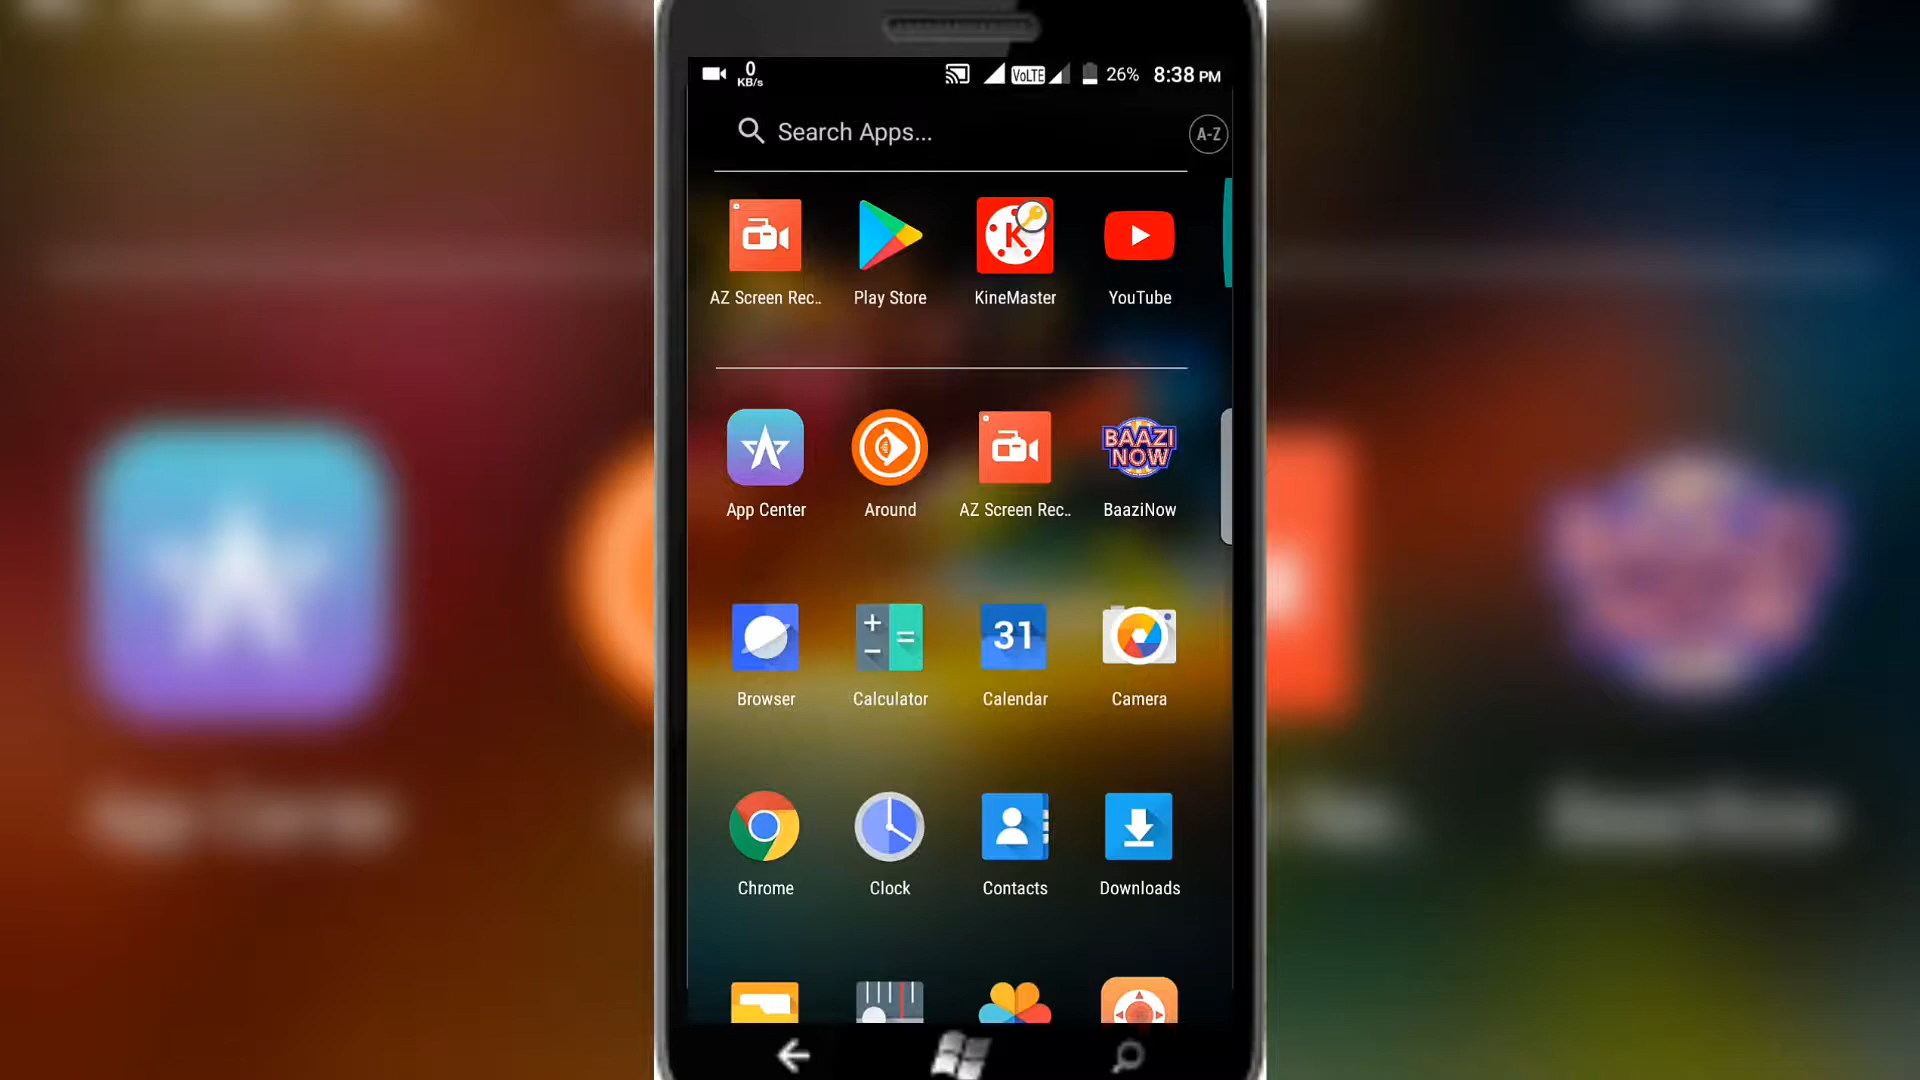 0
KB/s
VoLTE
26%
8:38 PM
Search Apps...
A-Z
K
AZ Screen Rec..
Play Store
KineMaster
YouTube
BAAZI
NOW
App Center
Around
AZ Screen Rec..
BaaziNow
31
Browser
Calculator
Calendar
Camera
Chrome
Clock
Contacts
Downloads